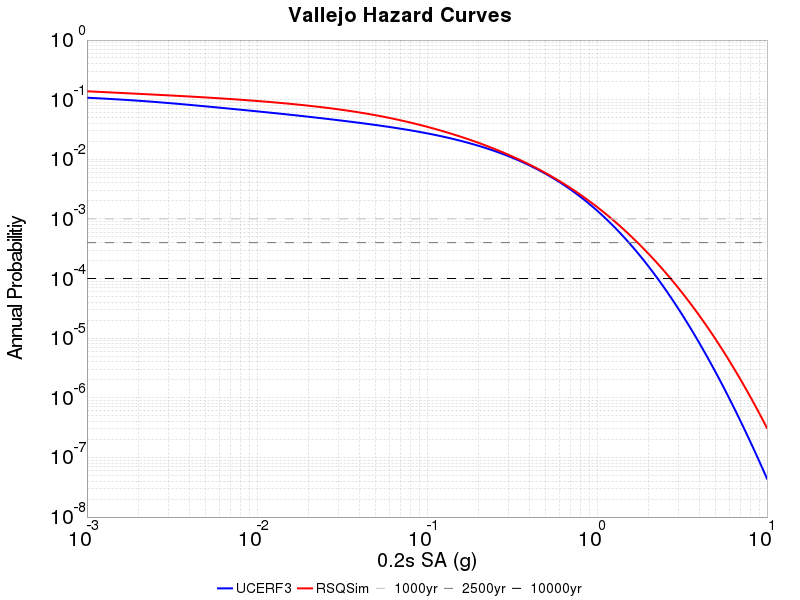 Vallejo Hazard Curves
Annual Probabilitiy
10^0
10^-1
10^-2
10^-3
10^-4
10^-5
10^-6
10^-7
10^-8
10^-3 10^-2 10^-1 10^0 10^1
0.2s SA (g)
UCERF3 RSQSim 1000yr 2500yr 10000yr